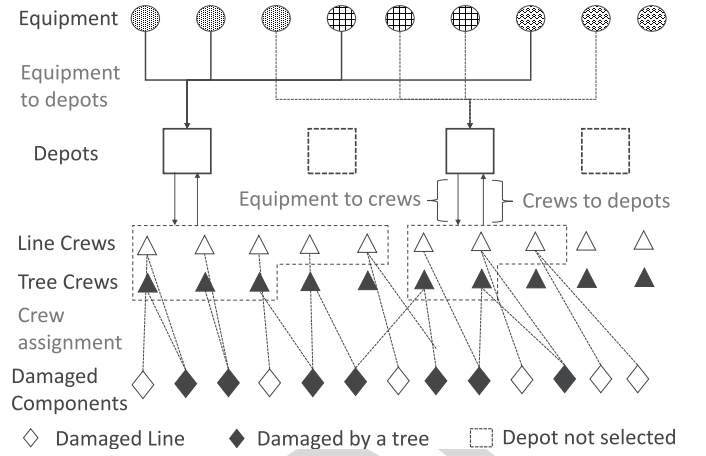 Equipment
Equipment
to depots
Depots
Equipment to crews
Crews to depots
Line Crews
Tree Crews
Crew
assignment
Damaged
Components
Damaged Line
Damaged by a tree
Depot not selected